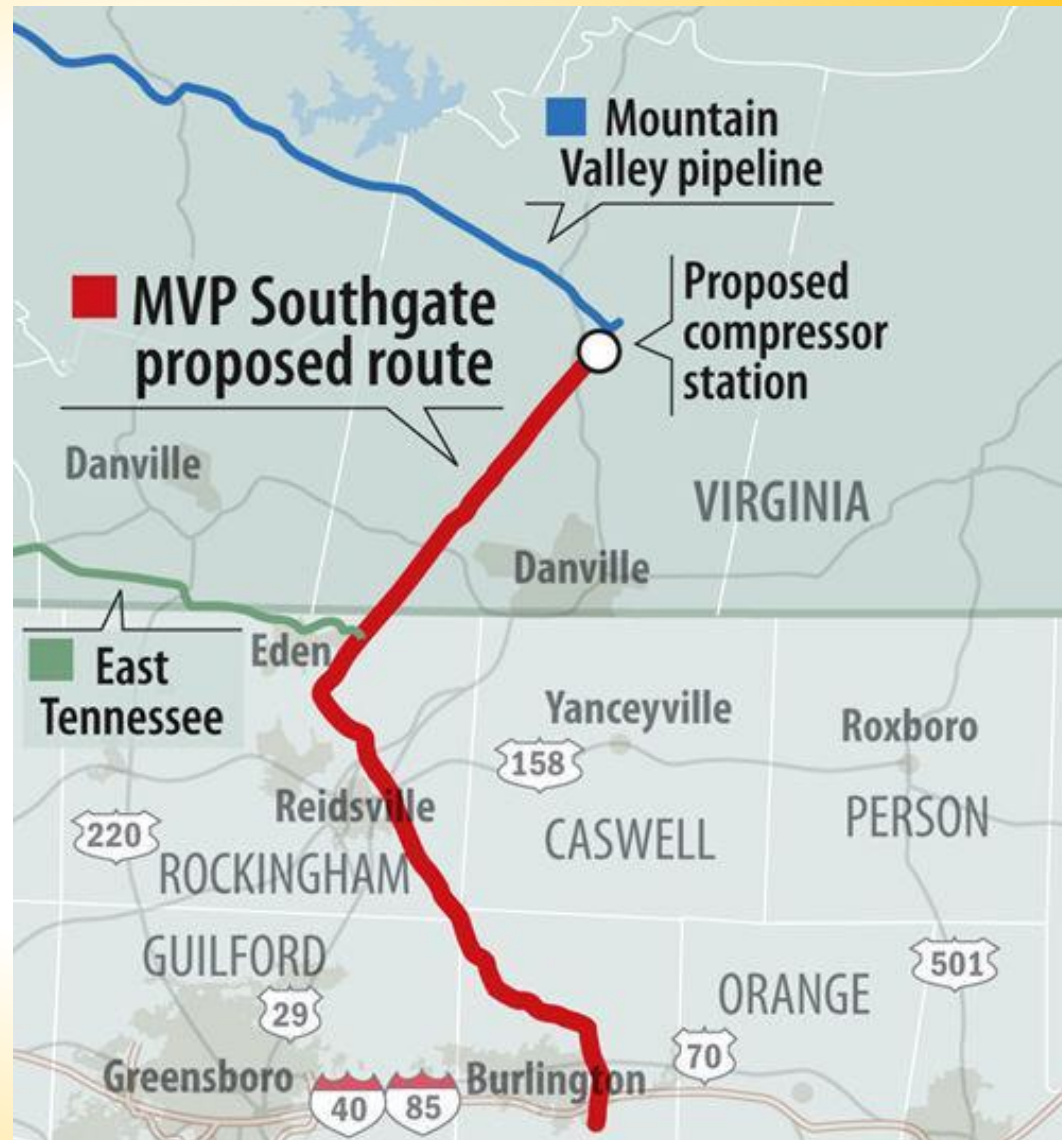 Mountain
Valley pipeline
MVP Southgate
proposed route
Proposed
compressor
station
Danville
VIRGINIA
Danville
East
Tennessee
Eden
Yanceyville
Roxboro
158
220
Reidsville
ROCKINGHAM
CASWELL
PERSON
GUILFORD
29
ORANGE
501
70
Greensboro
40
85
Burlington